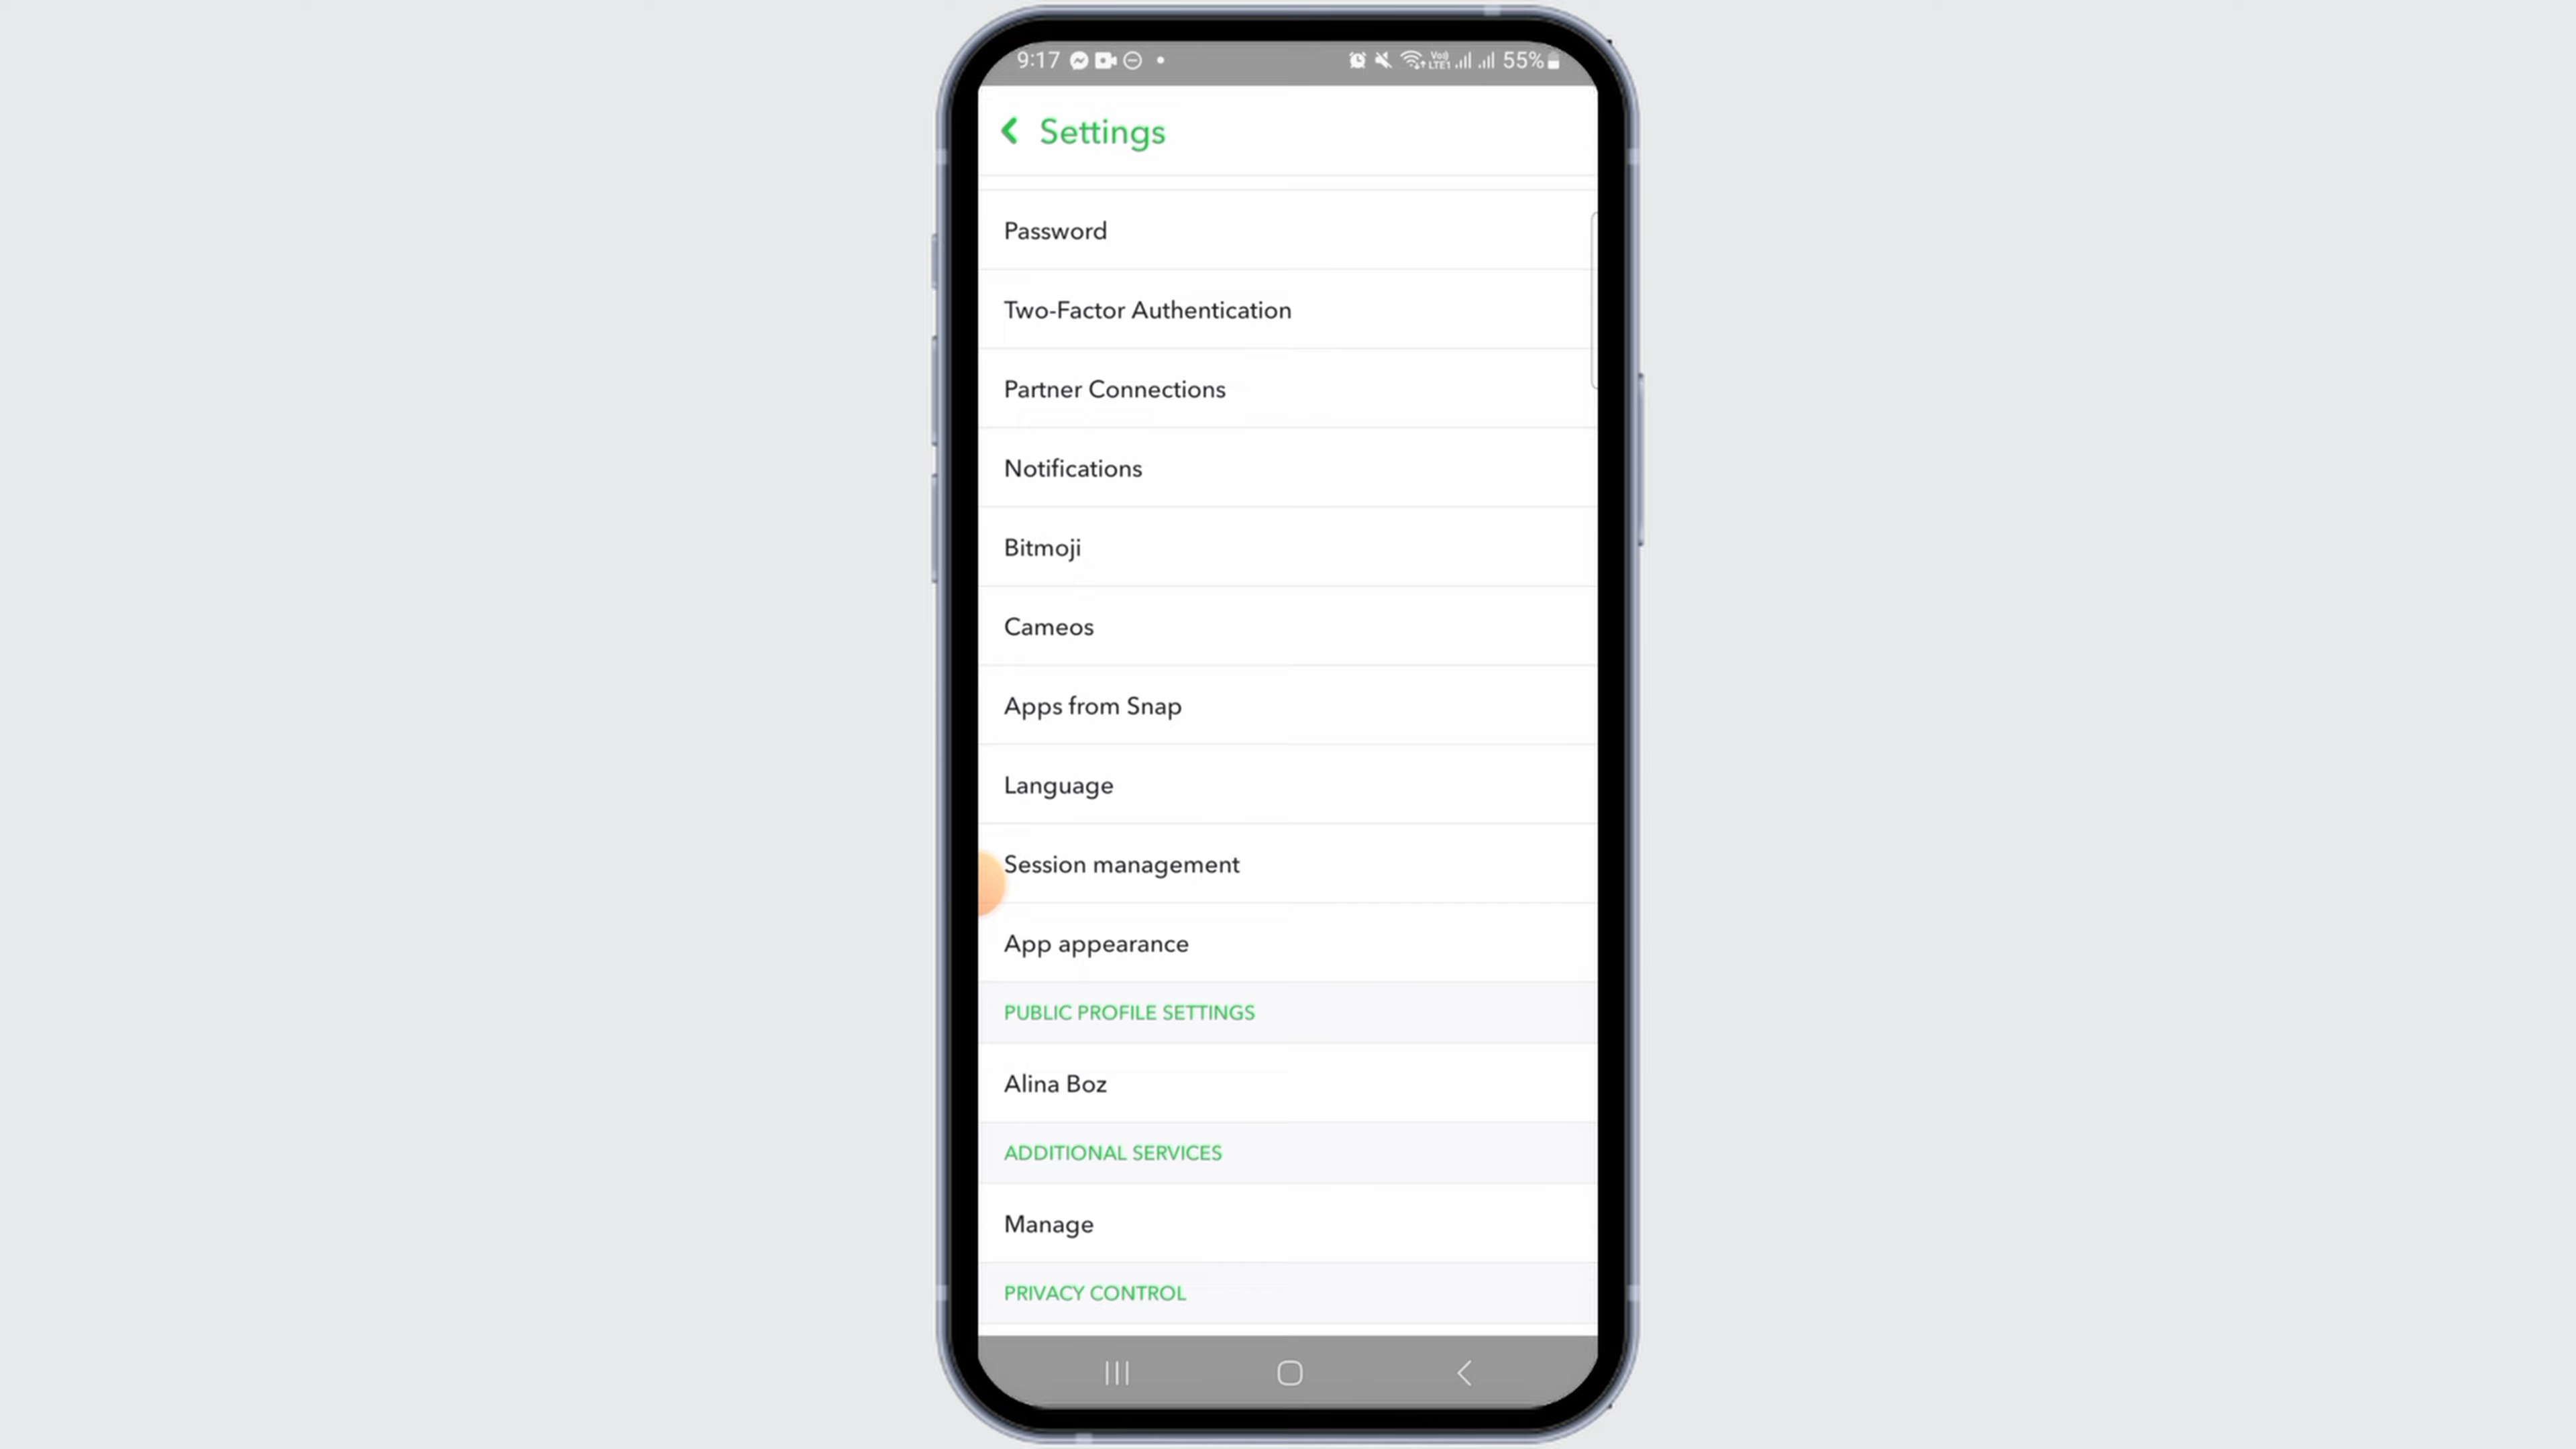 9:17 55%
Settings
Password
Two-Factor Authentication
Partner Connections
Notifications
Bitmoji
Cameos
Apps from Snap
Language
Session management
App appearance
PUBLIC PROFILE SETTINGS
Alina Boz
ADDITIONAL SERVICES
Manage
PRIVACY CONTROL